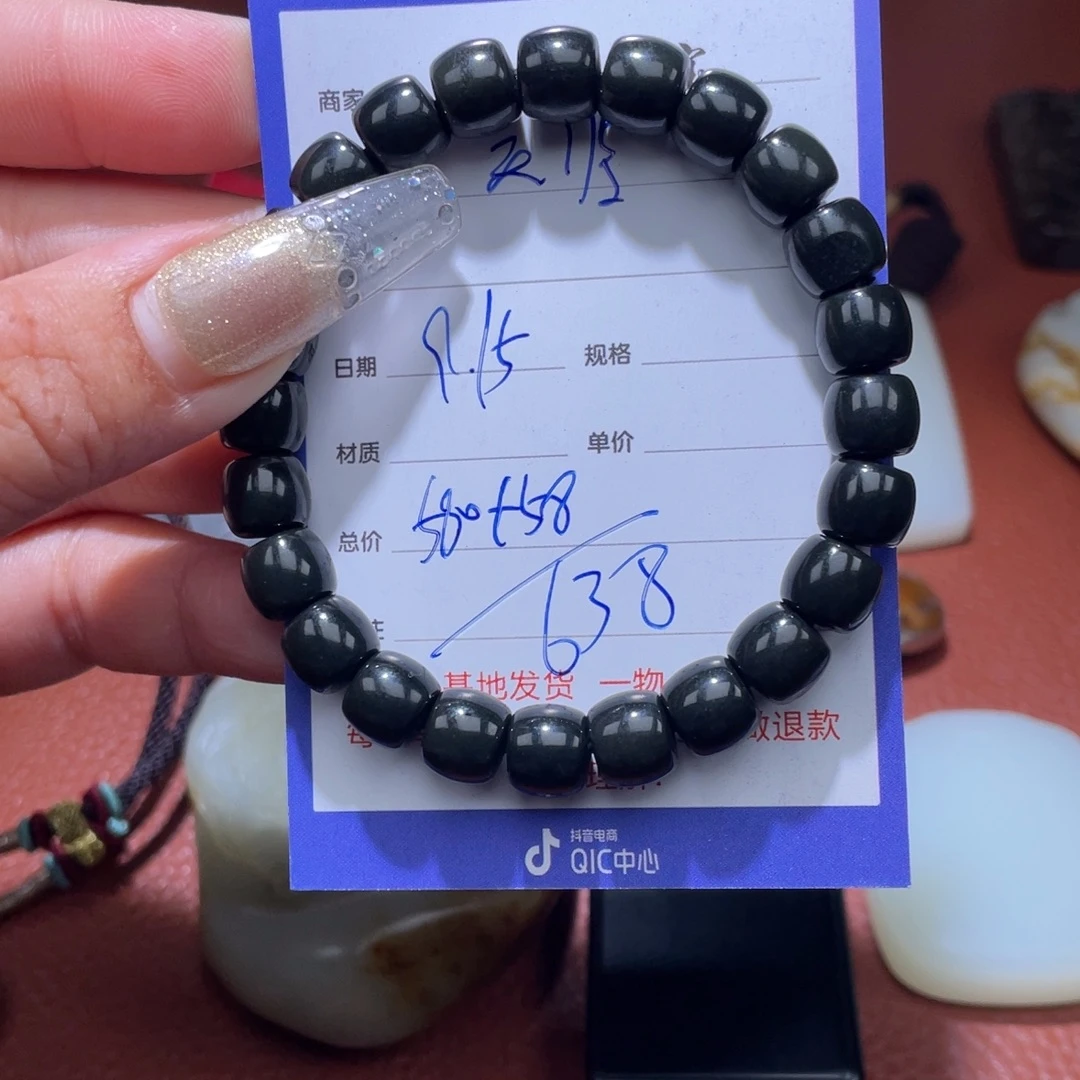 商家
日期 9.15 规格
材质 单价
总价 580+58
638
基地发货 一物
退款
抖音电商
QIC中心